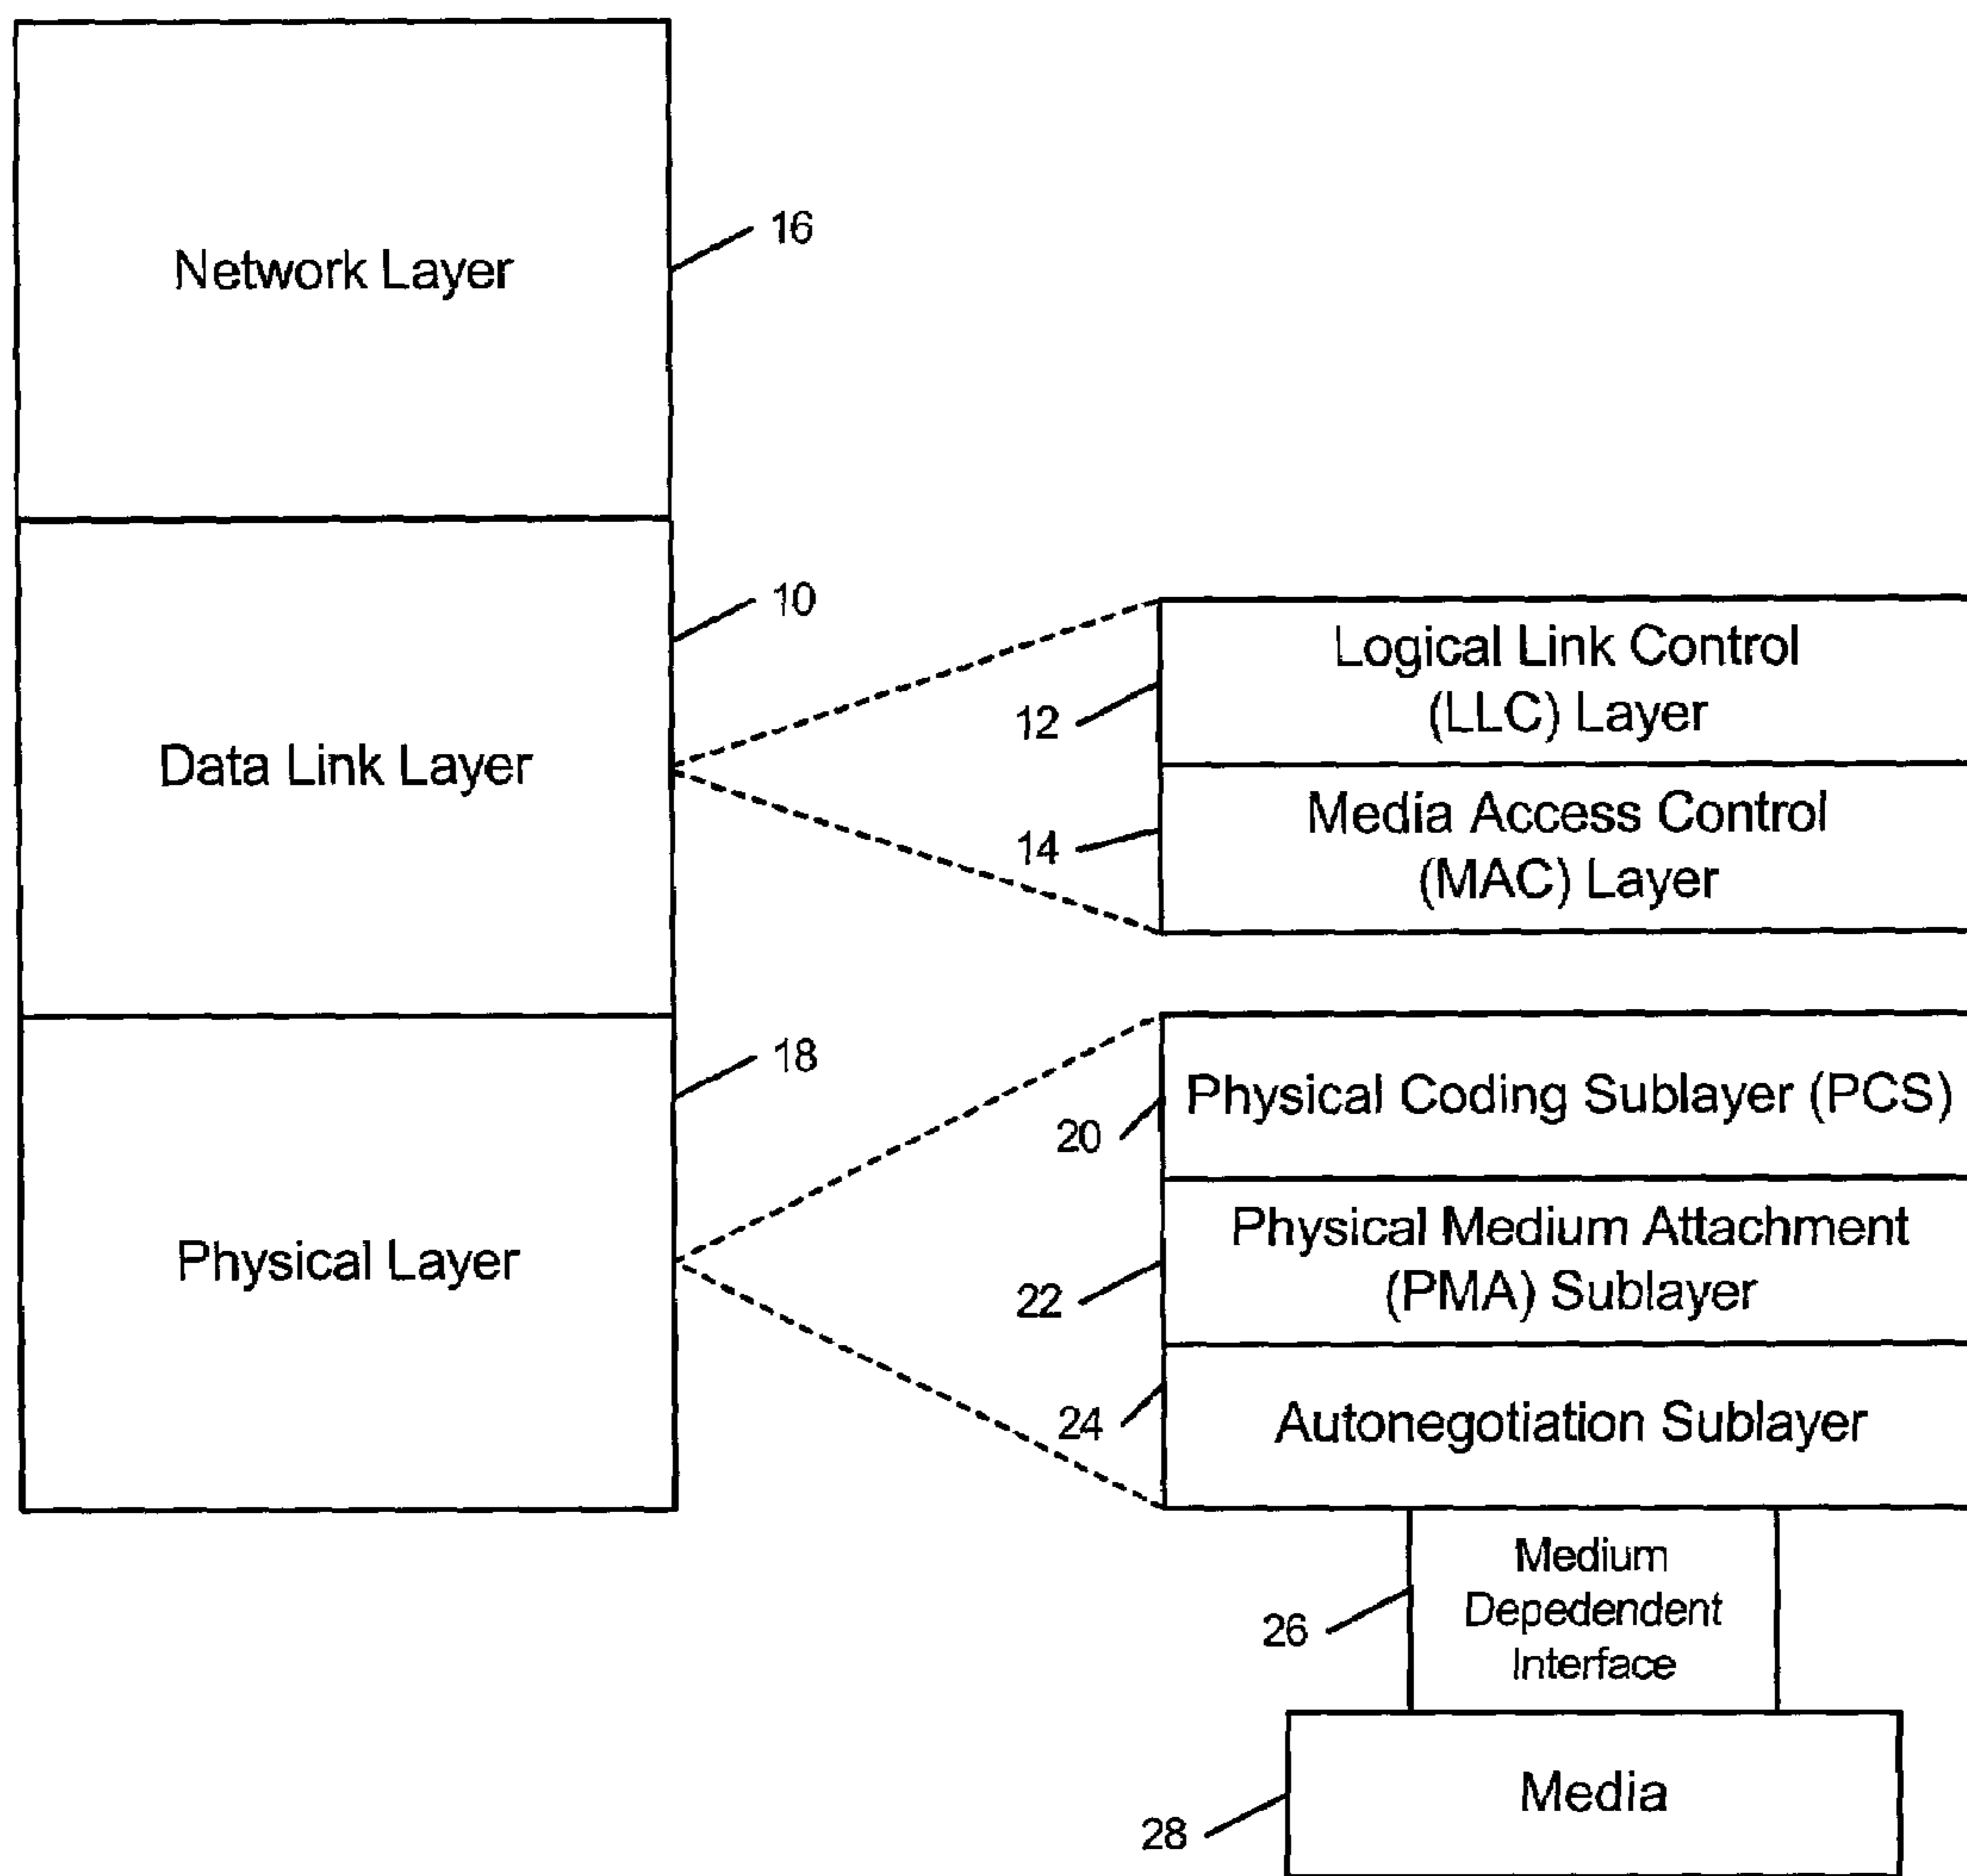 Network Layer
16
Data Link Layer
10
Logical Link Control
(LLC) Layer
12
Media Access Control
(MAC) Layer
14
Physical Layer
18
Physical Coding Sublayer (PCS)
20
Physical Medium Attachment
(PMA) Sublayer
22
Autonegotiation Sublayer
24
Medium
Depedendent
Interface
26
Media
28